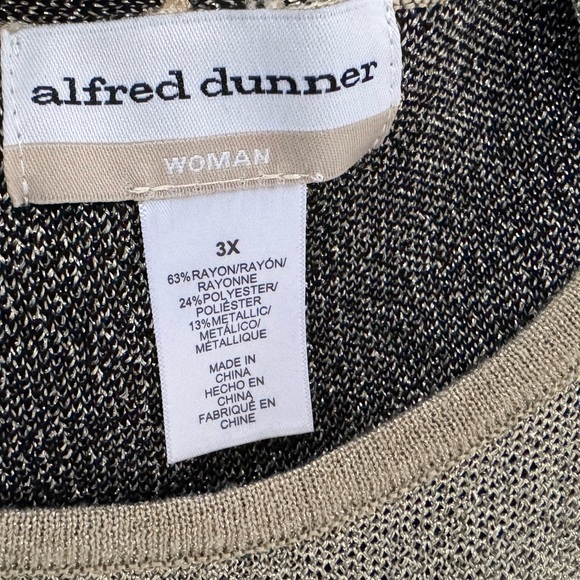 alfred dunner
WOMAN
3X
63%RAYON/RAYÓN/
RAYONNE
24%POLYESTER/
POLIÉSTER
13%METALLIC/
METÁLICO/
MÉTALLIQUE
MADE IN
CHINA
HECHO EN
CHINA
FABRIQUÉ EN
CHINE